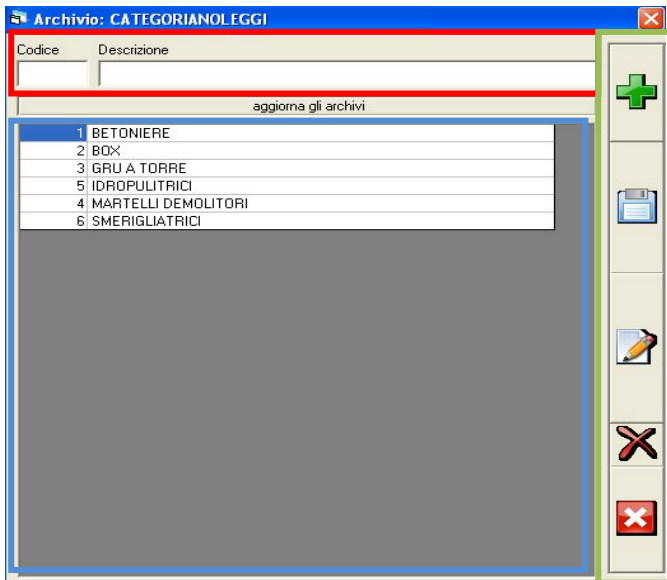 Archivio: CATEGORIANOLEGGI
Codice Descrizione
aggiorna gli archivi
1 BETONIERE
2 BOX
3 GRU A TORRE
5 IDROPULITRICI
4 MARTELLI DEMOLITORI
6 SMERIGLIATRICI